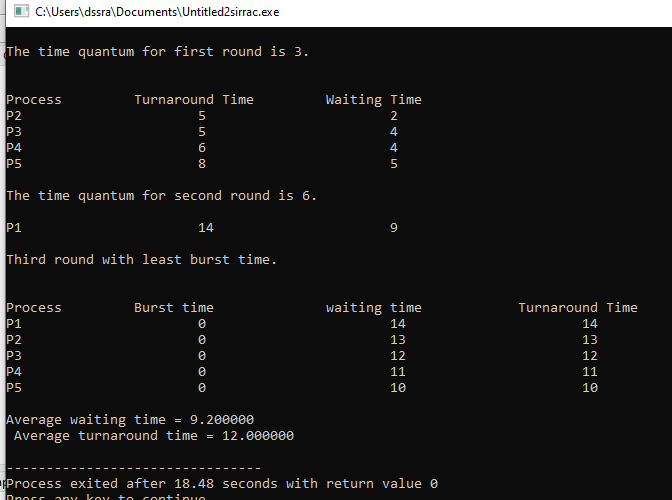 C:\Users\dssra\Documents\Untitled2sirrac.exe
The time quantum for first round is 3.
Process Turnaround Time Waiting Time
P2 5 2
P3 5 4
P4 6 4
P5 8 5
The time quantum for second round is 6.
P1 14 9
Third round with least burst time.
Process Burst time waiting time Turnaround Time
P1 0 14 14
P2 0 13 13
P3 0 12 12
P4 0 11 11
P5 0 10 10
Average waiting time = 9.200000
Average turnaround time = 12.000000
--------------------------------
Process exited after 18.48 seconds with return value 0
Press any key to continue